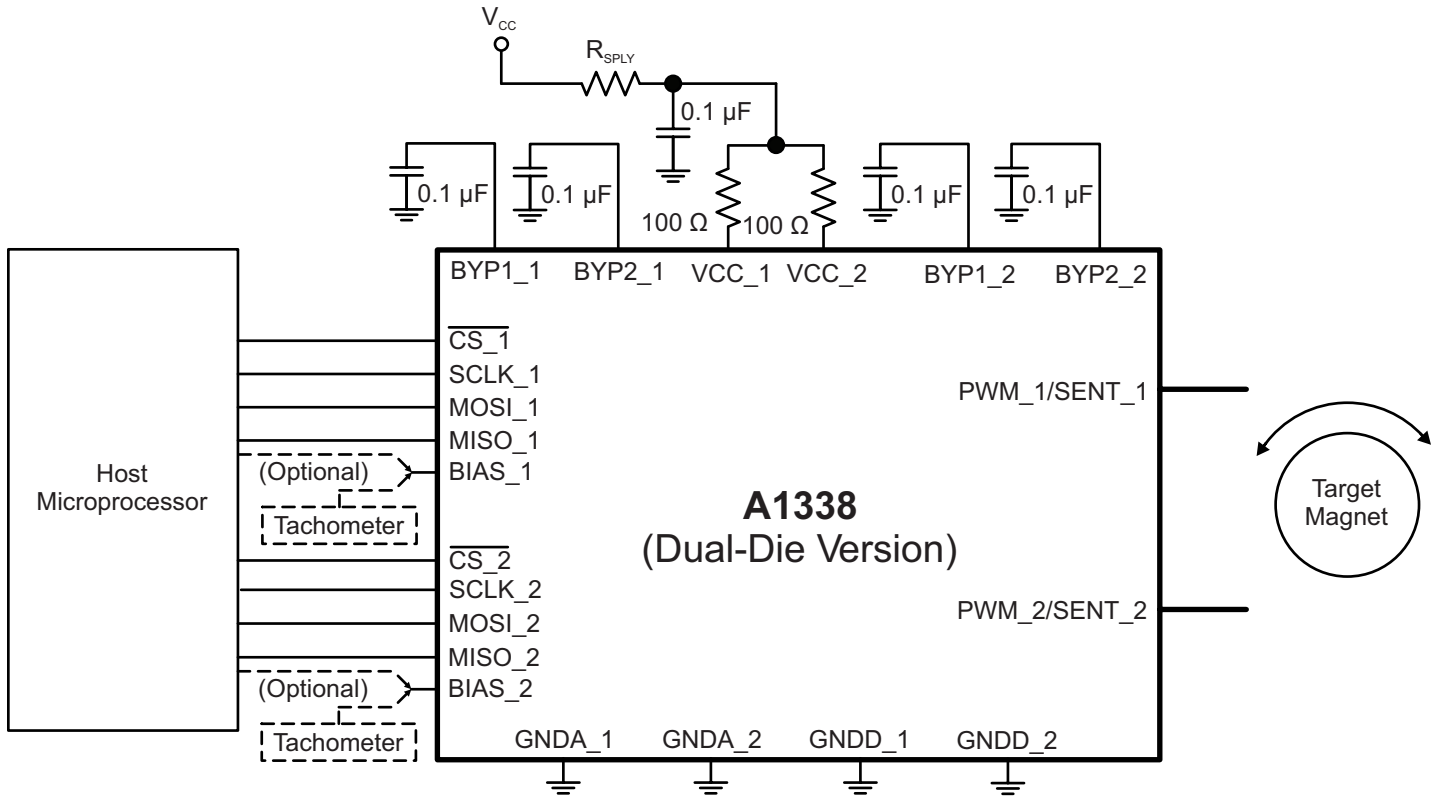 VCC
RSPLY
0.1 µF
0.1 µF
0.1 µF
100 Ω
100 Ω
0.1 µF
0.1 µF
BYP1_1
BYP2_1
VCC_1
VCC_2
BYP1_2
BYP2_2
CS_1
SCLK_1
MOSI_1
MISO_1
BIAS_1
(Optional)
Tachometer
Host
Microprocessor
CS_2
SCLK_2
MOSI_2
MISO_2
BIAS_2
(Optional)
Tachometer
A1338
(Dual-Die Version)
PWM_1/SENT_1
PWM_2/SENT_2
Target
Magnet
GNDA_1
GNDA_2
GNDD_1
GNDD_2